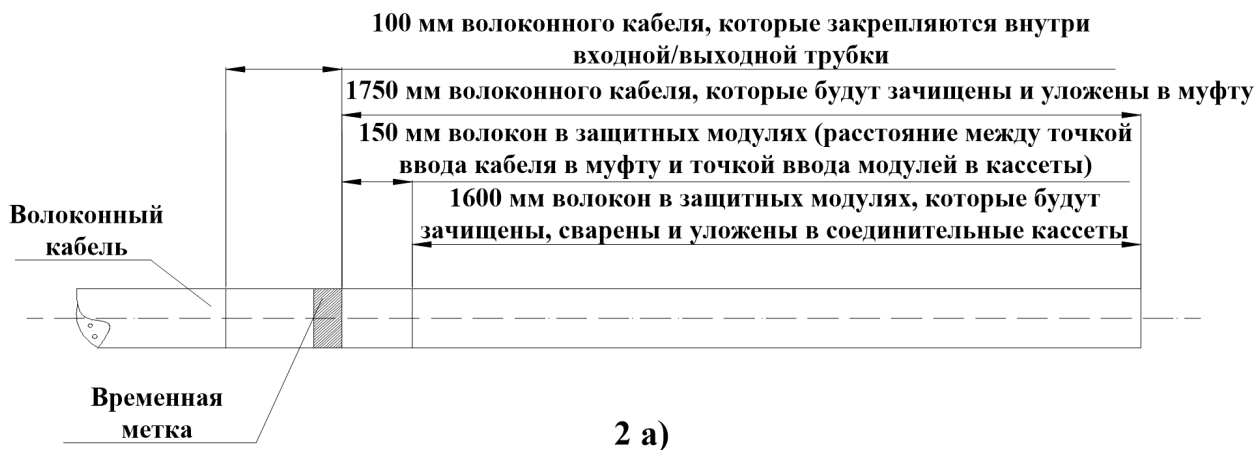 100 мм волоконного кабеля, которые закрепляются внутри
входной/выходной трубки
1750 мм волоконного кабеля, которые будут зачищены и уложены в муфту
150 мм волокон в защитных модулях (расстояние между точкой
ввода кабеля в муфту и точкой ввода модулей в кассеты)
1600 мм волокон в защитных модулях, которые будут
зачищены, сварены и уложены в соединительные кассеты
Волоконный
кабель
Временная
метка
2 а)